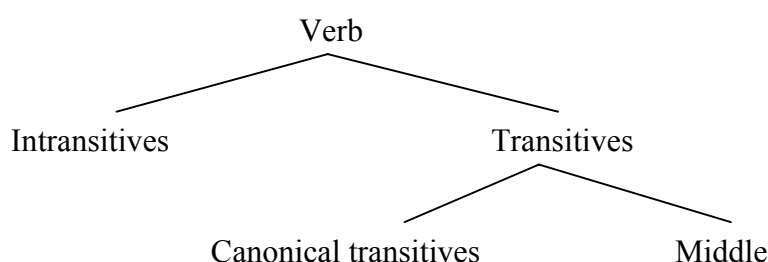 Verb
Intransitives Transitives
Canonical transitives Middle